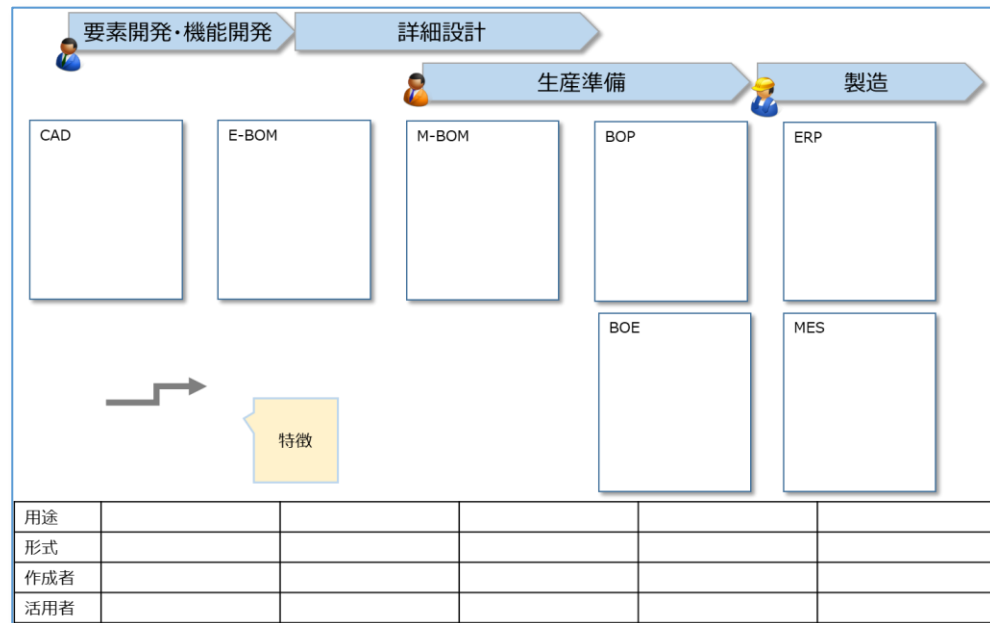 要素開発・機能開発
詳細設計
生産準備
製造
CAD
E-BOM
M-BOM
BOP
ERP
BOE
MES
特徴
用途
形式
作成者
活用者